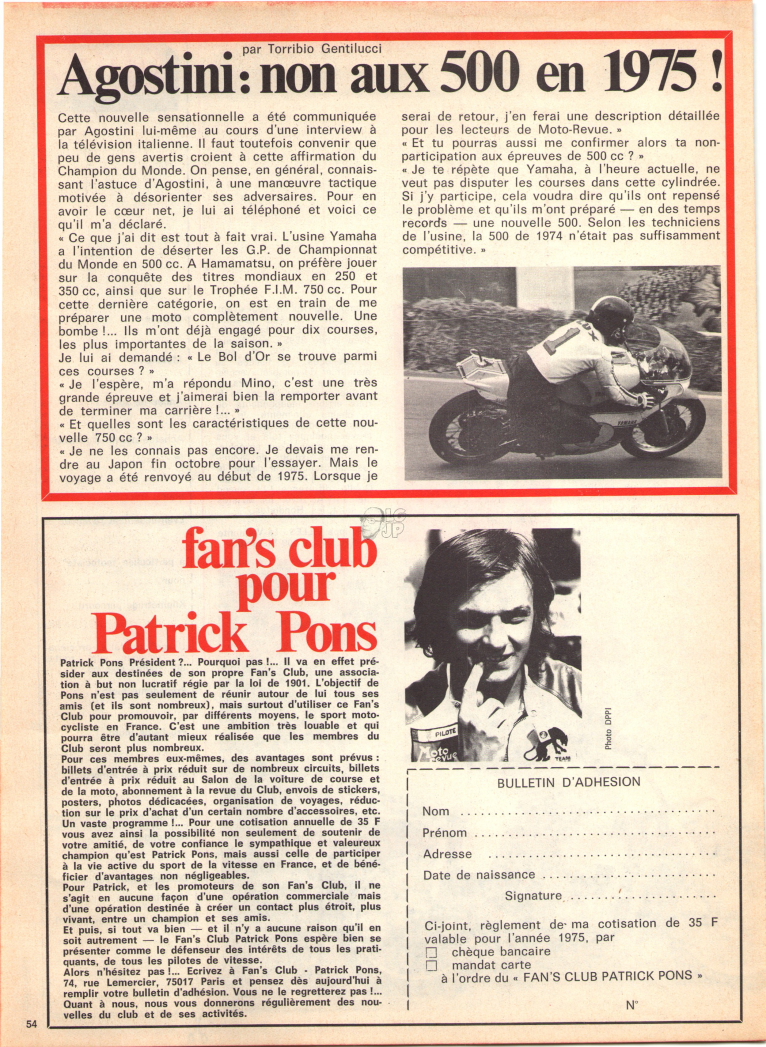 par Torribio Gentilucci
Agostini: non aux 500 en 1975 !
Cette nouvelle sensationnelle a été communiquée
par Agostini lui-même au cours d'une interview à
la télévision italienne. Il faut toutefois convenir que
peu de gens avertis croient à cette affirmation du
Champion du Monde. On pense, en général, connais-
sant l'astuce d'Agostini, à une manœuvre tactique
motivée à désorienter ses adversaires. Pour en
avoir le cœur net, je lui ai téléphoné et voici ce
qu'il m'a déclaré.
« Ce que j'ai dit est tout à fait vrai. L'usine Yamaha
a l'intention de déserter les G.P. de Championnat
du Monde en 500 cc. A Hamamatsu, on préfère jouer
sur la conquête des titres mondiaux en 250 et
350 cc, ainsi que sur le Trophée F.I.M. 750 cc. Pour
cette dernière catégorie, on est en train de me
préparer une moto complètement nouvelle. Une
bombe !... Ils m'ont déjà engagé pour dix courses,
les plus importantes de la saison. »
Je lui ai demandé : « Le Bol d'Or se trouve parmi
ces courses ? »
« Je l'espère, m'a répondu Mino, c'est une très
grande épreuve et j'aimerai bien la remporter avant
de terminer ma carrière !... »
« Et quelles sont les caractéristiques de cette nou-
velle 750 cc ? »
« Je ne les connais pas encore. Je devais me ren-
dre au Japon fin octobre pour l'essayer. Mais le
voyage a été renvoyé au début de 1975. Lorsque je
serai de retour, j'en ferai une description détaillée
pour les lecteurs de Moto-Revue. »
« Et tu pourras aussi me confirmer alors ta non-
participation aux épreuves de 500 cc ? »
« Je te répète que Yamaha, à l'heure actuelle, ne
veut pas disputer les courses dans cette cylindrée.
Si j'y participe, cela voudra dire qu'ils ont repensé
le problème et qu'ils m'ont préparé — en des temps
records — une nouvelle 500. Selon les techniciens
de l'usine, la 500 de 1974 n'était pas suffisamment
compétitive. »
1
YAMAHA
LC
JP
fan's club
pour
Patrick Pons
Patrick Pons Président ?... Pourquoi pas !... Il va en effet pré-
sider aux destinées de son propre Fan's Club, une associa-
tion à but non lucratif régie par la loi de 1901. L'objectif de
Pons n'est pas seulement de réunir autour de lui tous ses
amis (et ils sont nombreux), mais surtout d'utiliser ce Fan's
Club pour promouvoir, par différents moyens, le sport moto-
cycliste en France. C'est une ambition très louable et qui
pourra être d'autant mieux réalisée que les membres du
Club seront plus nombreux.
Pour ces membres eux-mêmes, des avantages sont prévus :
billets d'entrée à prix réduit sur de nombreux circuits, billets
d'entrée à prix réduit au Salon de la voiture de course et
de la moto, abonnement à la revue du Club, envois de stickers,
posters, photos dédicacées, organisation de voyages, réduc-
tion sur le prix d'achat d'un certain nombre d'accessoires, etc.
Un vaste programme !... Pour une cotisation annuelle de 35 F
vous avez ainsi la possibilité non seulement de soutenir de
votre amitié, de votre confiance le sympathique et valeureux
champion qu'est Patrick Pons, mais aussi celle de participer
à la vie active du sport de la vitesse en France, et de béné-
ficier d'avantages non négligeables.
Pour Patrick, et les promoteurs de son Fan's Club, il ne
s'agit en aucune façon d'une opération commerciale mais
d'une opération destinée à créer un contact plus étroit, plus
vivant, entre un champion et ses amis.
Et puis, si tout va bien — et il n'y a aucune raison qu'il en
soit autrement — le Fan's Club Patrick Pons espère bien se
présenter comme le défenseur des intérêts de tous les prati-
quants, de tous les pilotes de vitesse.
Alors n'hésitez pas !... Ecrivez à Fan's Club - Patrick Pons,
74, rue Lemercier, 75017 Paris et pensez dès aujourd'hui à
remplir votre bulletin d'adhésion. Vous ne le regretterez pas !...
Quant à nous, nous vous donnerons régulièrement des nou-
velles du club et de ses activités.
PILOTE
Moto
revue
TEAM
Photo DPPI
BULLETIN D'ADHESION
Nom ....................................
Prénom ....................................
Adresse ....................................
Date de naissance ..........................
Signature ......................
Ci-joint, règlement de ma cotisation de 35 F
valable pour l'année 1975, par
□ chèque bancaire
□ mandat carte
à l'ordre du « FAN'S CLUB PATRICK PONS »
N°
54